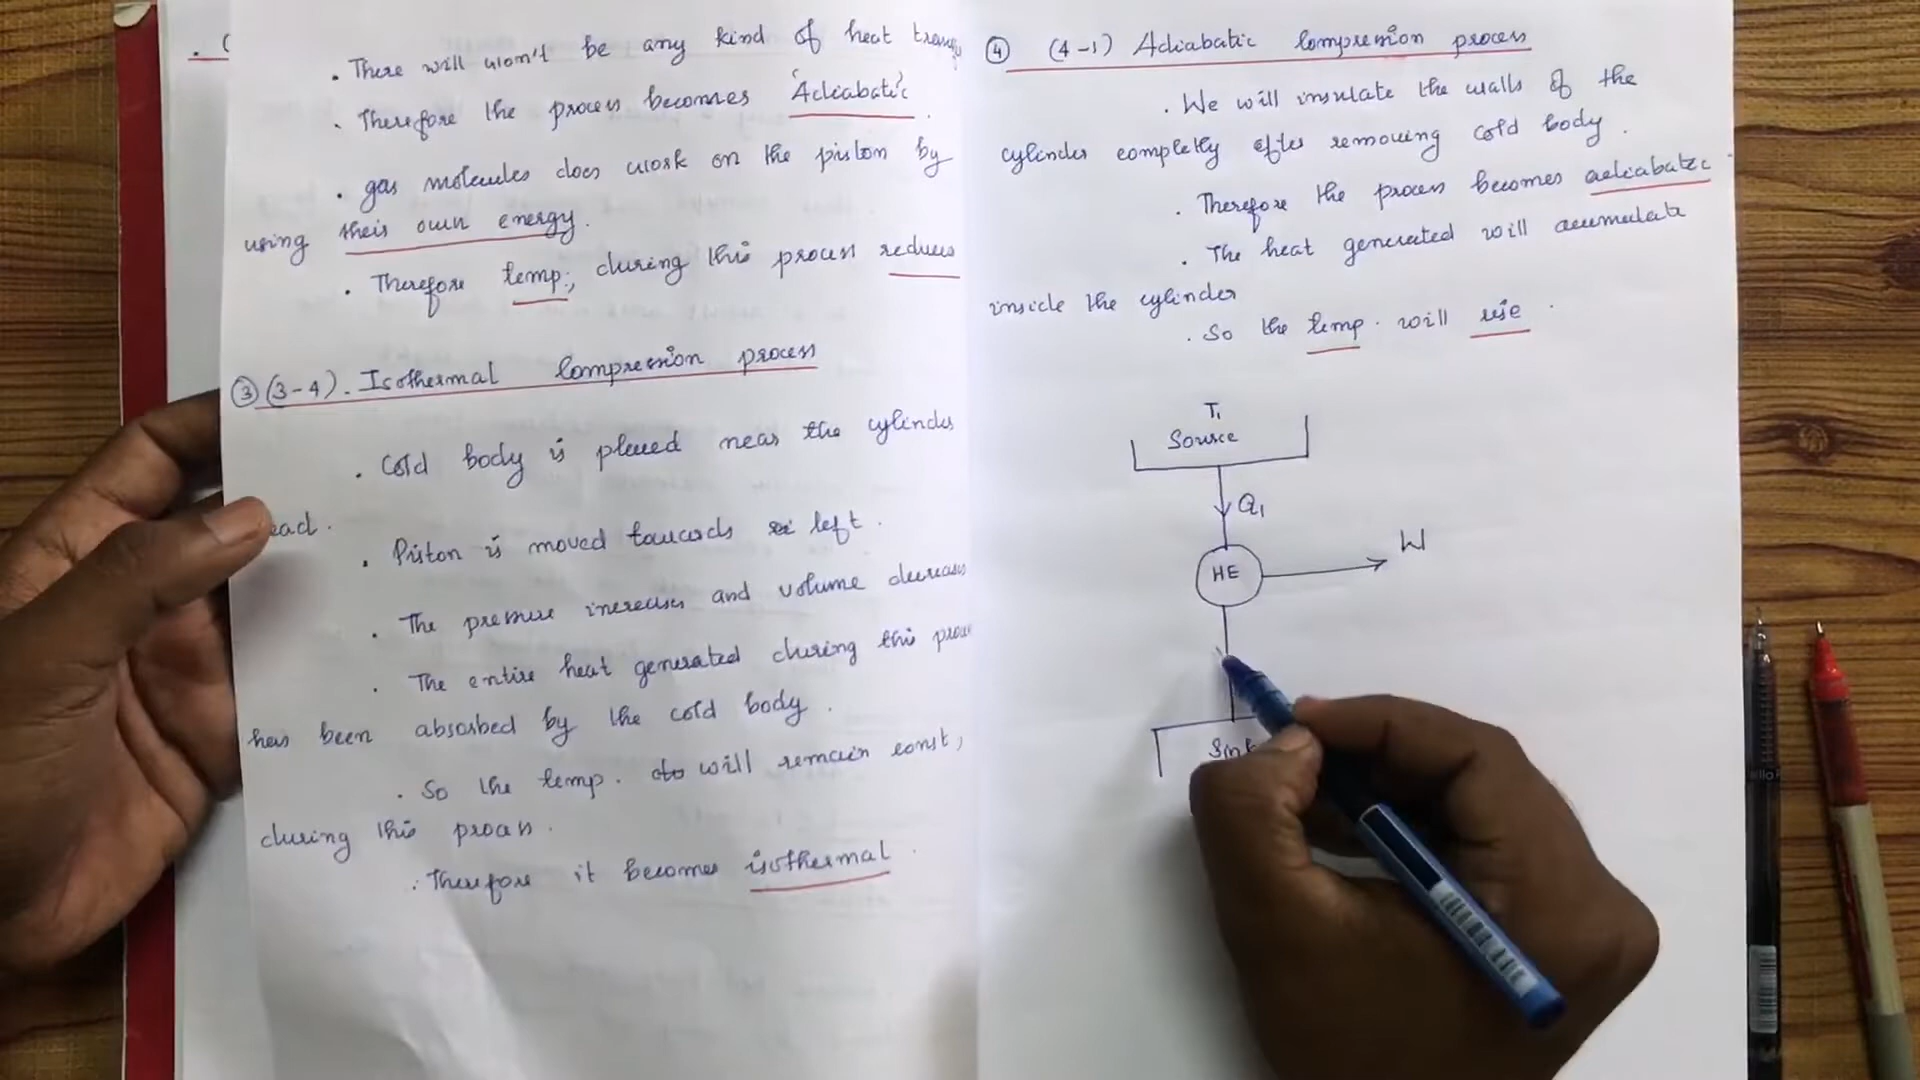 . There will won't be any kind of heat
. Therefore the process becomes 'Adiabatic'.
. gas molecules does work on the piston by
using their own energy.
. Therefore temp:, during this process reduces
③ (3-4). Isothermal Compression process
. Cold body is placed near the cylinder
ead.
. Piston is moved towards left.
. The pressure increases and volume decreases
. The entire heat generated during this
has been absorbed by the cold body.
. So the temp. will remain const,
during this process.
. Therefore it becomes isothermal.
④ (4-1) Adiabatic Compression process
. We will insulate the walls of the
cylinder completly after removing cold body.
. Therefore the process becomes adiabatic.
. The heat generated will accumulate
inside the cylinder
. So the temp. will rise.
T1
Source
Q1
HE
W
Sink